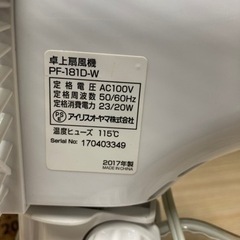 卓上扇風機
PF-181D-W
定格電圧 AC100V
定格周波数 50/60Hz
定格消費電力 23/20W
PS E アイリスオーヤマ株式会社
温度ヒューズ 115℃
Serial No: 170403349
2017年製
MADE IN CHINA